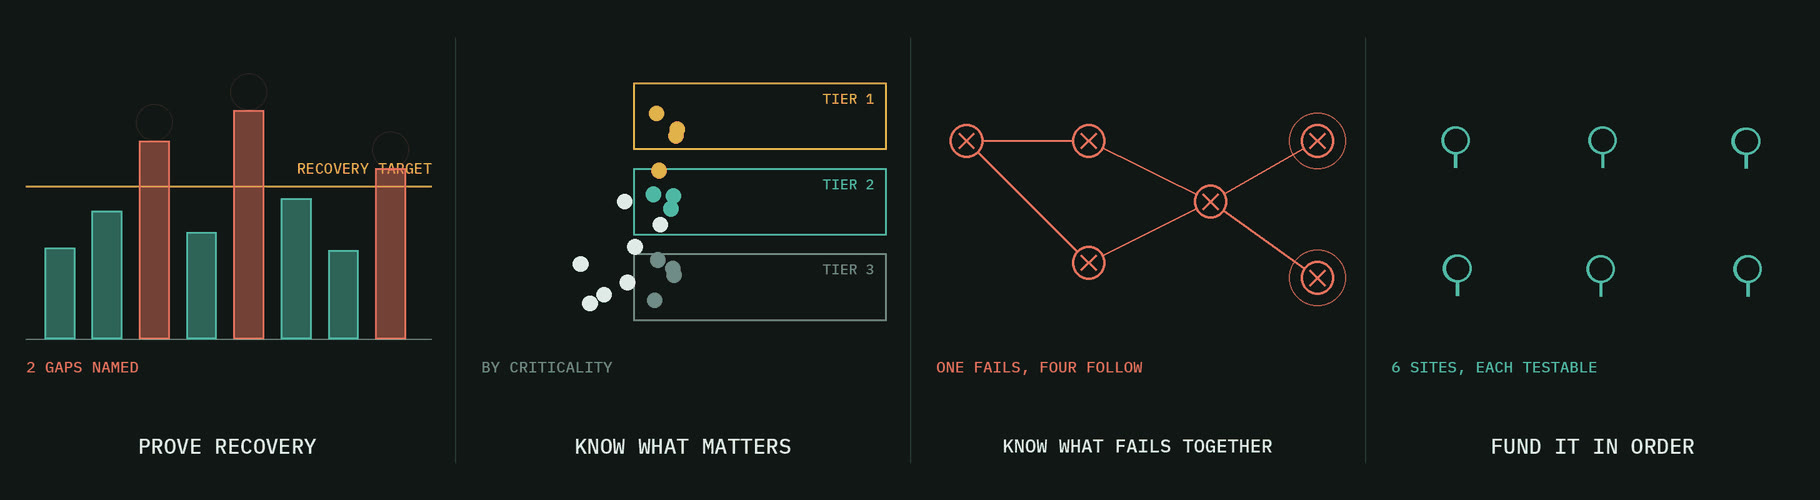 RECOVERY TARGET
2 GAPS NAMED
PROVE RECOVERY
TIER 1
TIER 2
TIER 3
BY CRITICALITY
KNOW WHAT MATTERS
ONE FAILS, FOUR FOLLOW
KNOW WHAT FAILS TOGETHER
6 SITES, EACH TESTABLE
FUND IT IN ORDER